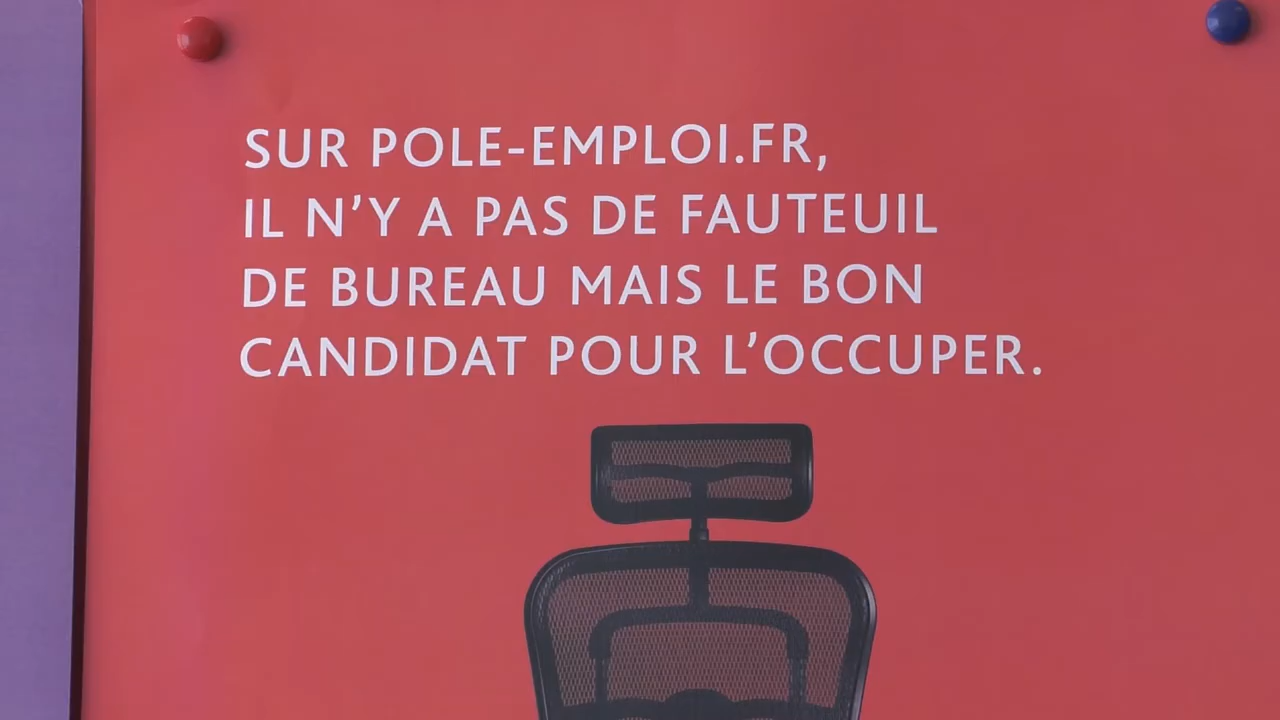 SUR POLE-EMPLOI.FR,
IL N’Y A PAS DE FAUTEUIL
DE BUREAU MAIS LE BON
CANDIDAT POUR L’OCCUPER.